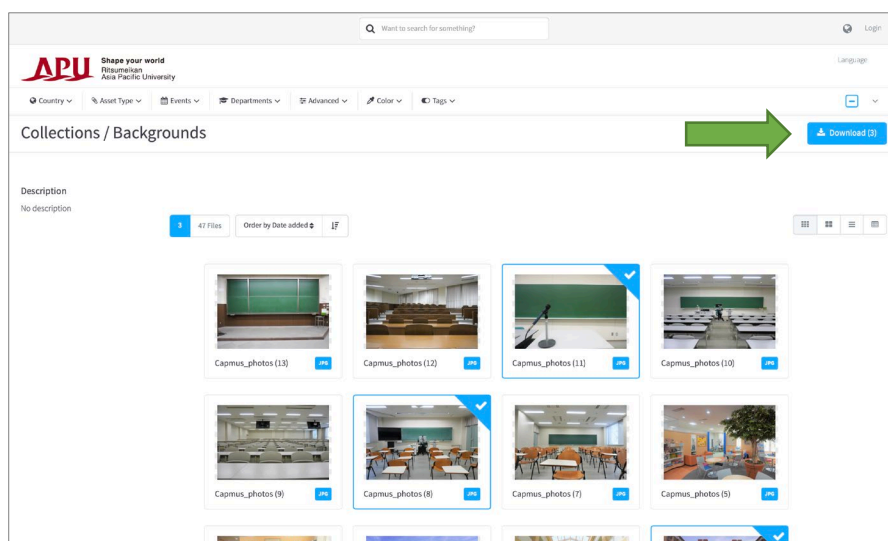 Want to search for something?
Login
APU
Shape your world
Ritsumeikan
Asia Pacific University
Language
Country
Asset Type
Events
Departments
Advanced
Color
Tags
Collections / Backgrounds
Download (3)
Description
No description
3
47 Files
Order by Date added
Capmus_photos (13)
JPG
Capmus_photos (12)
JPG
Capmus_photos (11)
JPG
Capmus_photos (10)
JPG
Capmus_photos (9)
JPG
Capmus_photos (8)
JPG
Capmus_photos (7)
JPG
Capmus_photos (5)
JPG